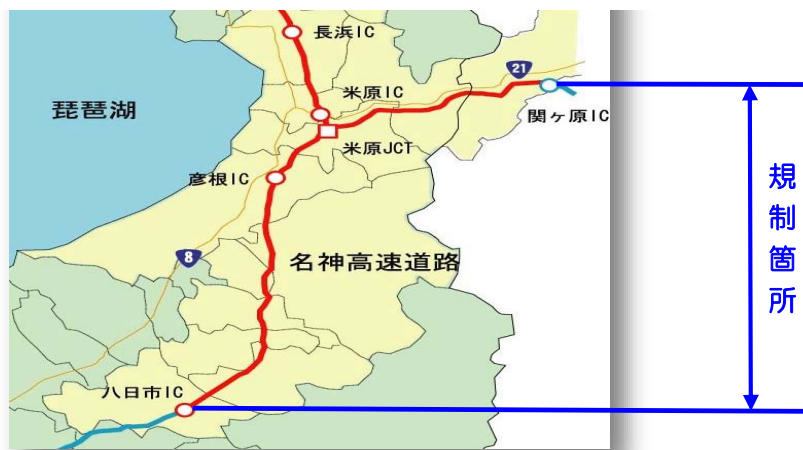 長浜IC
21
米原IC
琵琶湖
関ヶ原IC
米原JCT
彦根IC
規制箇所
8
名神高速道路
八日市IC